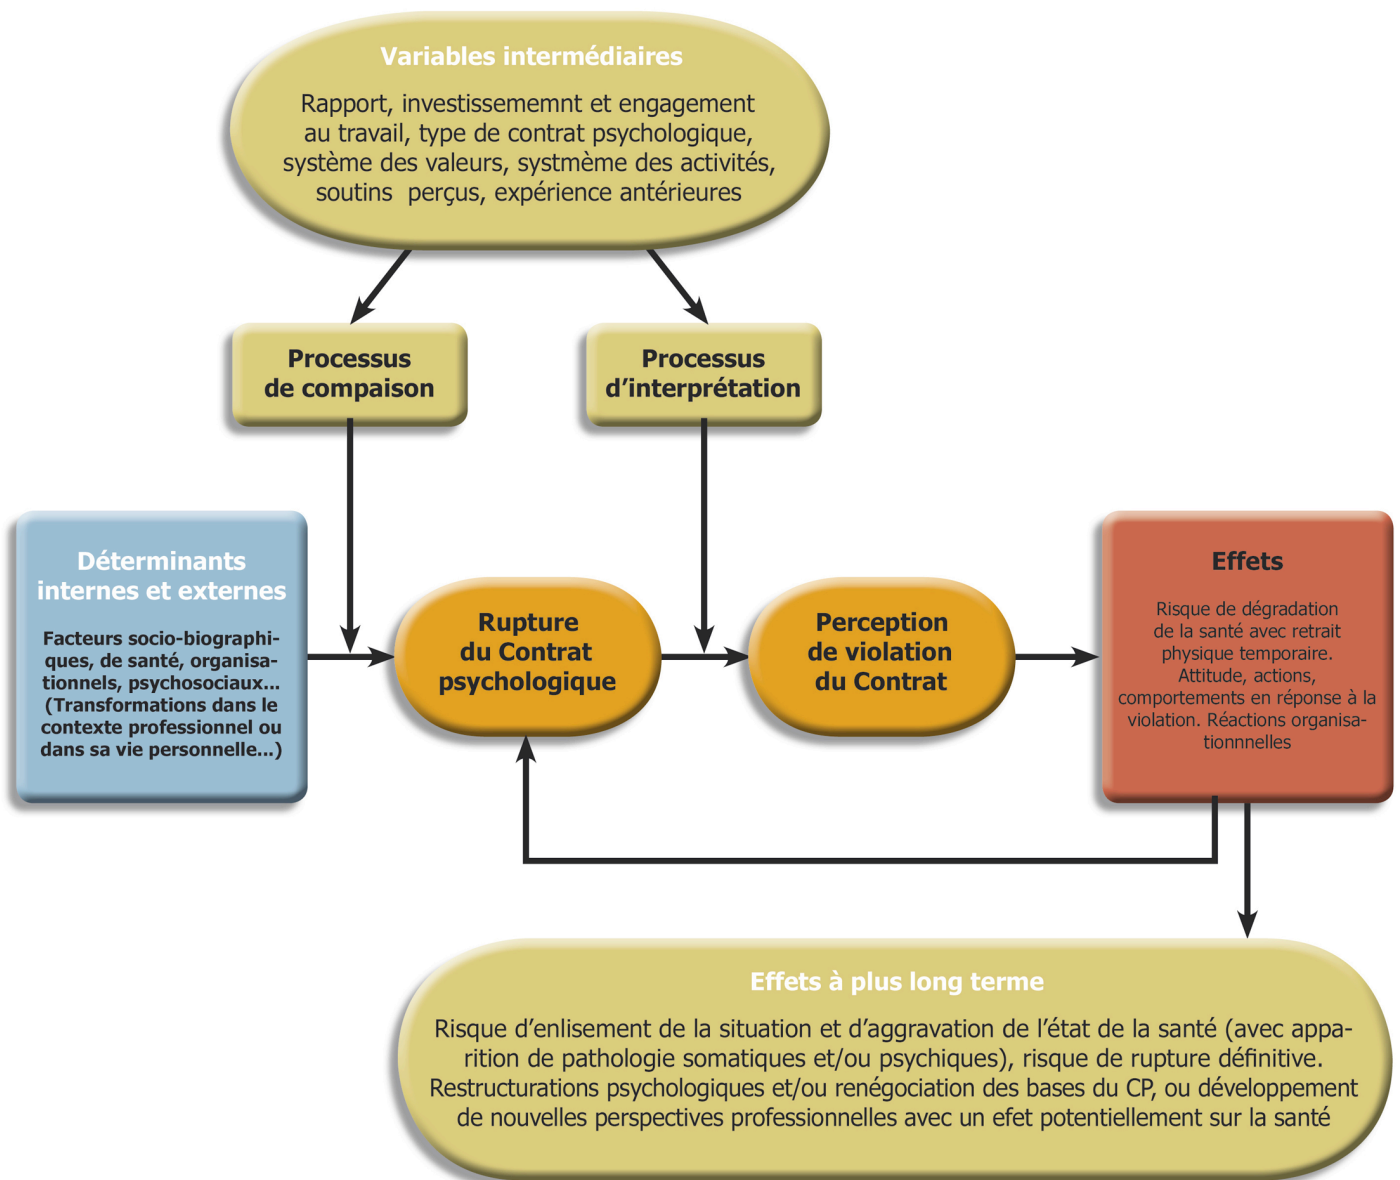 Variables intermédiaires
Rapport, investissememnt et engagement
au travail, type de contrat psychologique,
système des valeurs, systmème des activités,
soutins perçus, expérience antérieures
Processus
de compaison
Processus
d’interprétation
Déterminants
internes et externes
Facteurs socio-biographi-
ques, de santé, organisa-
tionnels, psychosociaux...
(Transformations dans le
contexte professionnel ou
dans sa vie personnelle...)
Rupture
du Contrat
psychologique
Perception
de violation
du Contrat
Effets
Risque de dégradation
de la santé avec retrait
physique temporaire.
Attitude, actions,
comportements en réponse à la
violation. Réactions organisa-
tionnnelles
Effets à plus long terme
Risque d’enlisement de la situation et d’aggravation de l’état de la santé (avec appa-
rition de pathologie somatiques et/ou psychiques), risque de rupture définitive.
Restructurations psychologiques et/ou renégociation des bases du CP, ou développement
de nouvelles perspectives professionnelles avec un efet potentiellement sur la santé